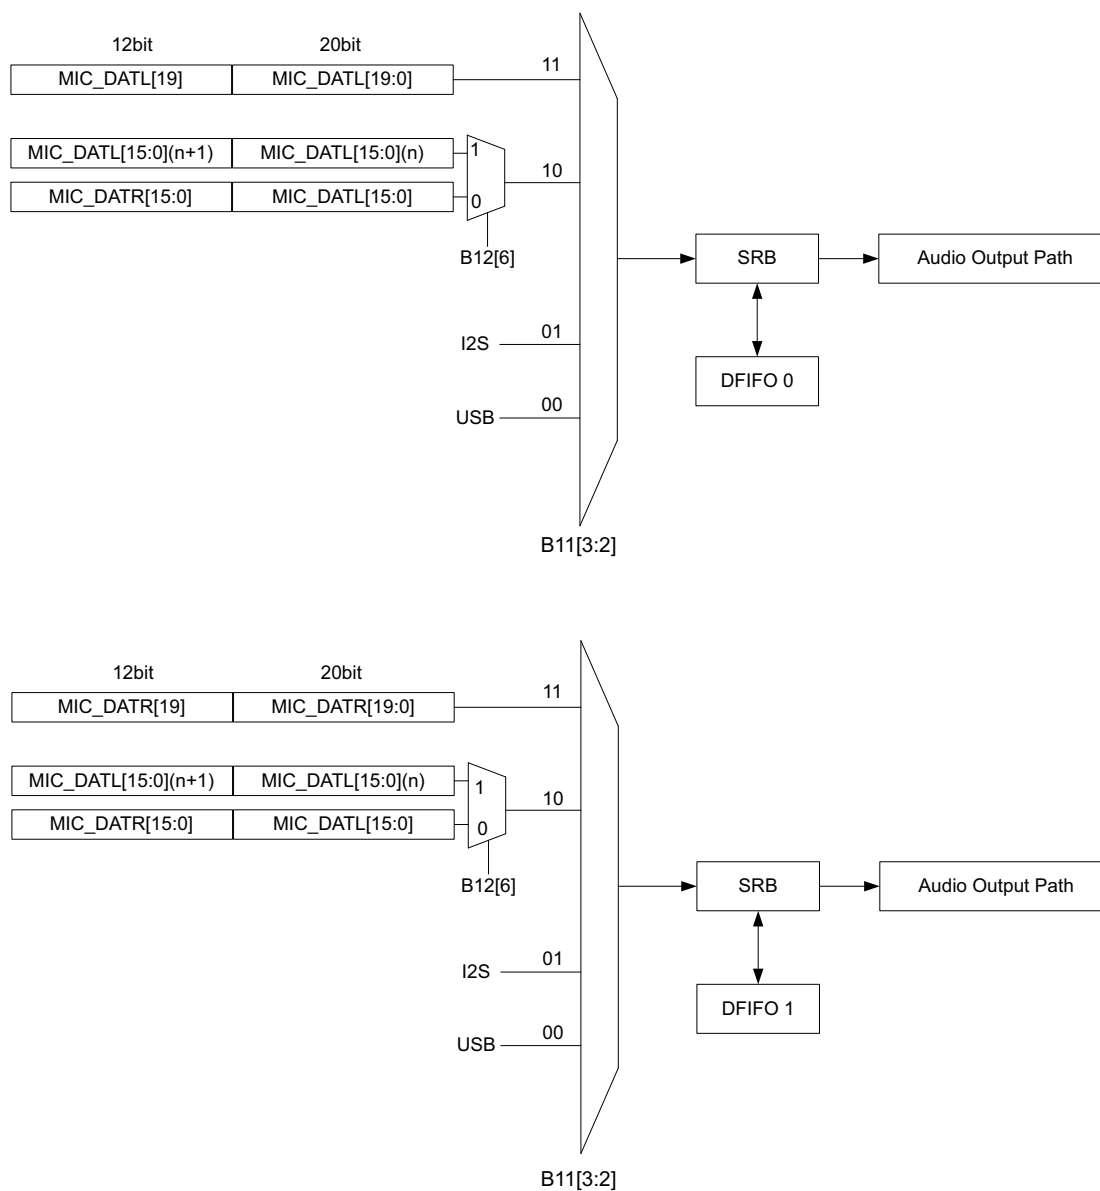 12bit 20bit
MIC_DATL[19] MIC_DATL[19:0] 11
MIC_DATL[15:0](n+1) MIC_DATL[15:0](n) 1
10
MIC_DATR[15:0] MIC_DATL[15:0] 0
B12[6] SRB Audio Output Path
I2S 01
DFIFO 0
USB 00
B11[3:2]
12bit 20bit
MIC_DATR[19] MIC_DATR[19:0] 11
MIC_DATL[15:0](n+1) MIC_DATL[15:0](n) 1
10
MIC_DATR[15:0] MIC_DATL[15:0] 0
B12[6] SRB Audio Output Path
I2S 01
DFIFO 1
USB 00
B11[3:2]